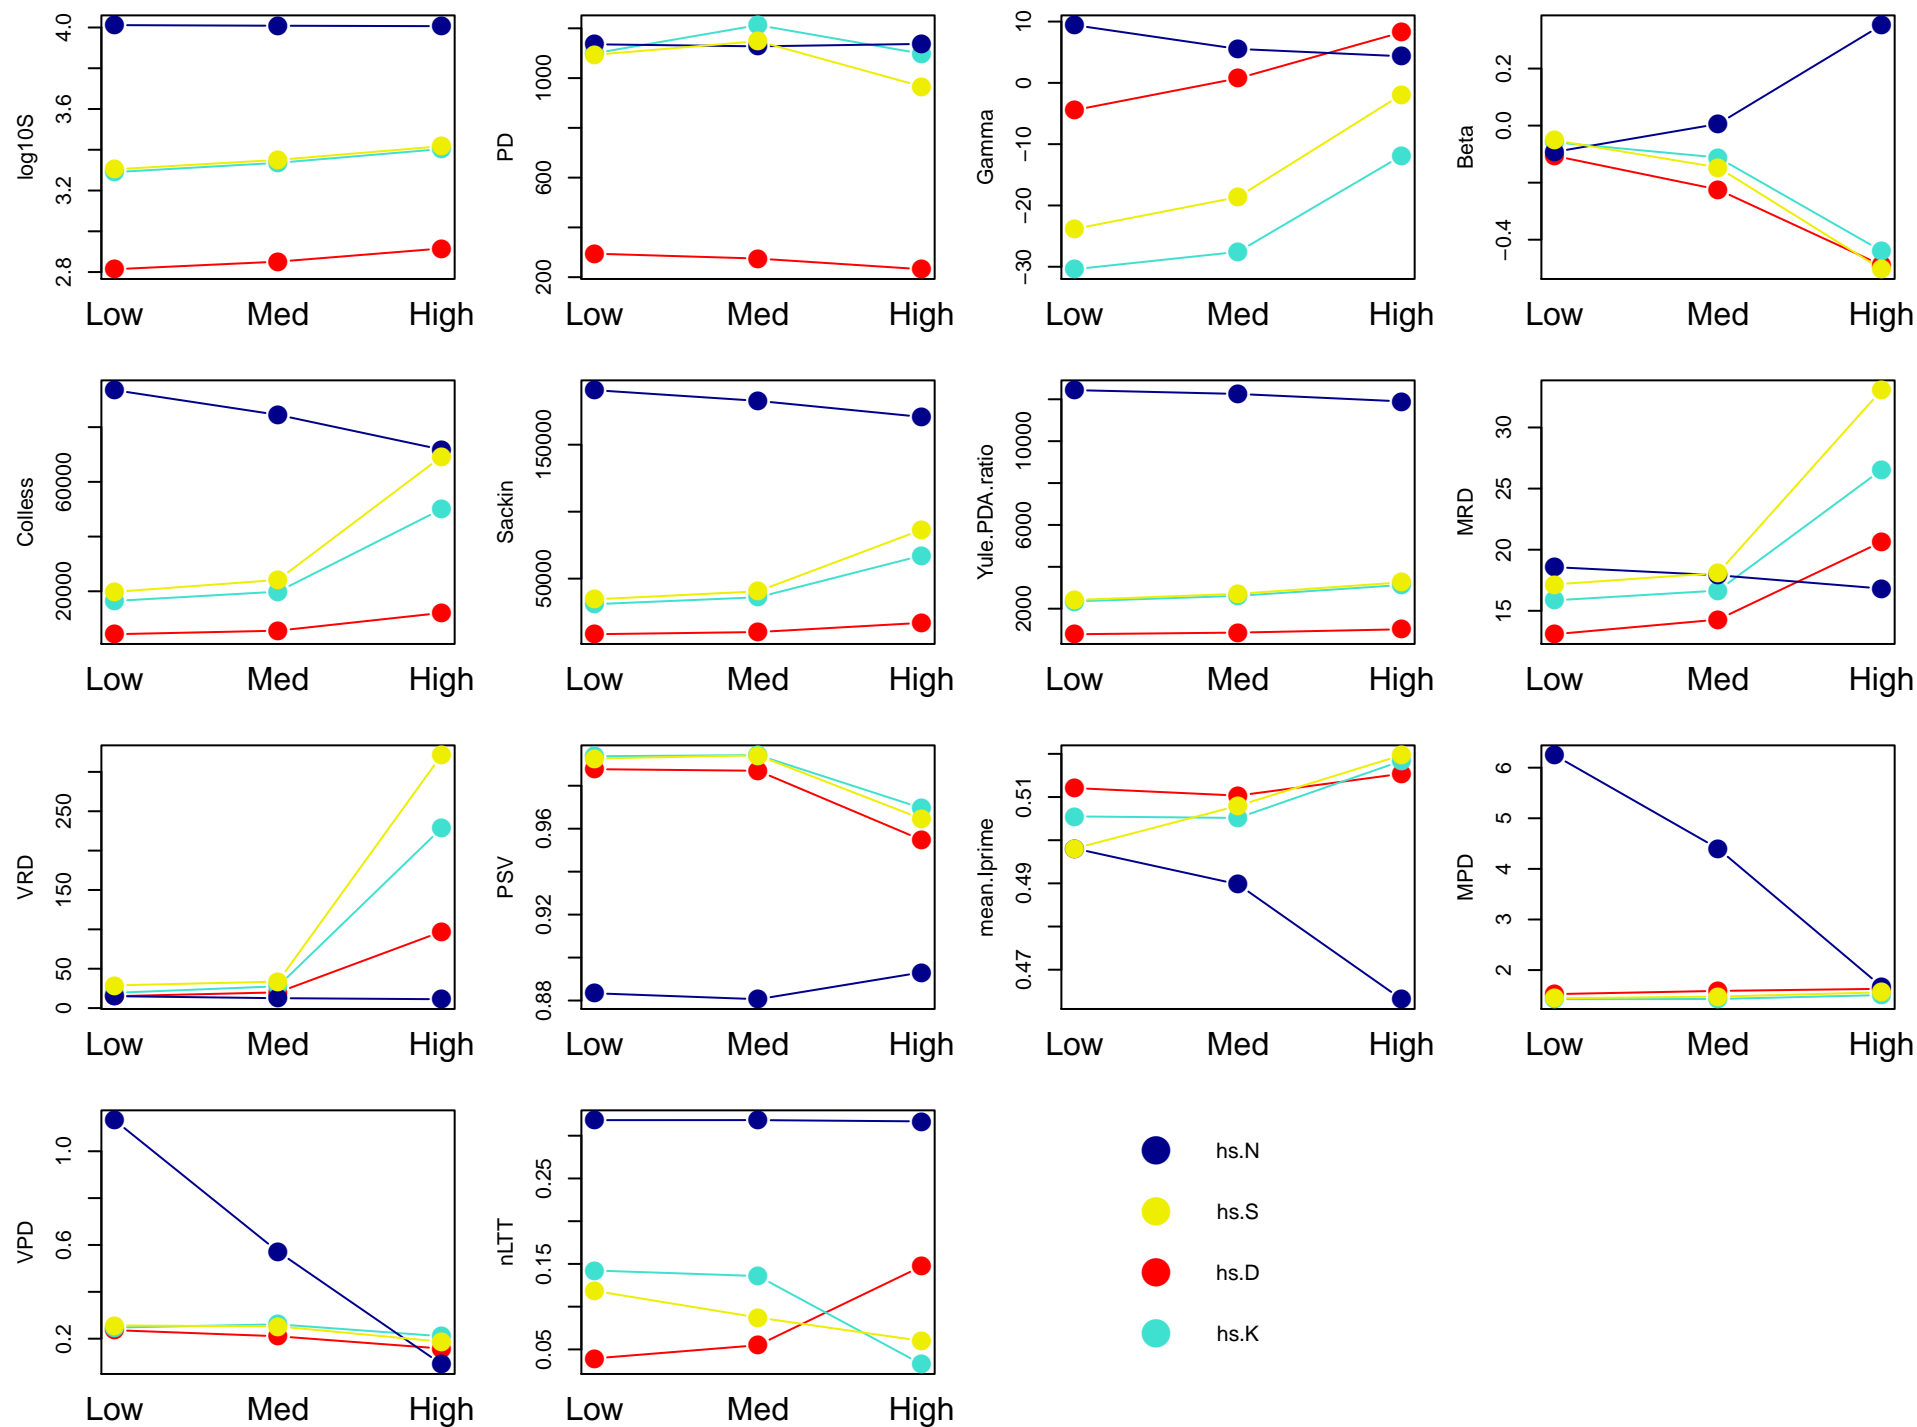 log10S
4.0
3.6
3.2
2.8
Low Med High
PD
1000
600
200
Low Med High
Gamma
10
0
−10
−20
−30
Low Med High
Beta
0.2
0.0
−0.4
Low Med High
Colless
60000
20000
Low Med High
Sackin
150000
50000
Low Med High
Yule.PDA.ratio
10000
6000
2000
Low Med High
MRD
30
25
20
15
Low Med High
VRD
250
150
50
0
Low Med High
PSV
0.96
0.92
0.88
Low Med High
mean.Iprime
0.51
0.49
0.47
Low Med High
MPD
6
5
4
3
2
Low Med High
VPD
1.0
0.6
0.2
Low Med High
nLTT
0.25
0.15
0.05
Low Med High
hs.N
hs.S
hs.D
hs.K